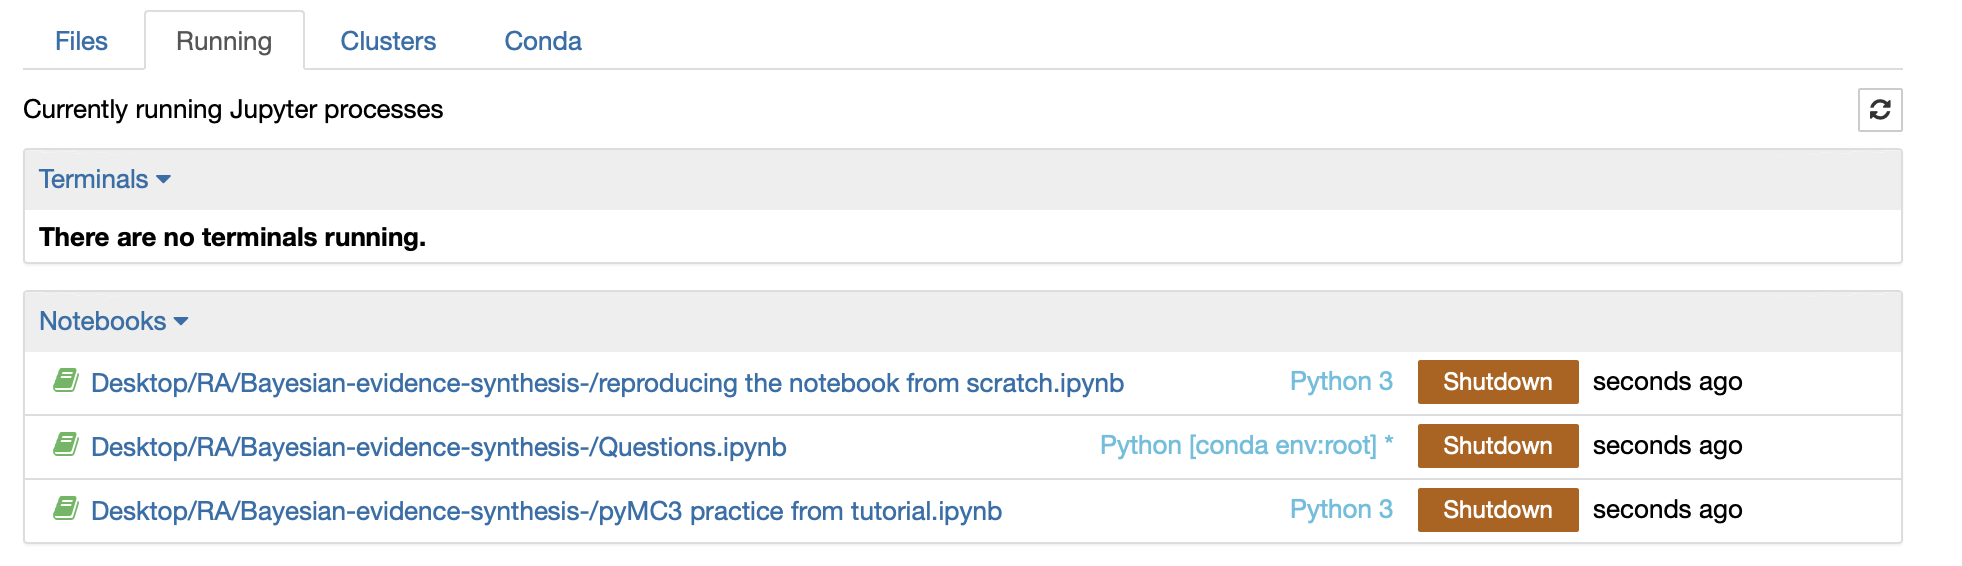 Files Running Clusters Conda
Currently running Jupyter processes
Terminals
There are no terminals running.
Notebooks
Desktop/RA/Bayesian-evidence-synthesis-/reproducing the notebook from scratch.ipynb Python 3 Shutdown seconds ago
Desktop/RA/Bayesian-evidence-synthesis-/Questions.ipynb Python [conda env:root] * Shutdown seconds ago
Desktop/RA/Bayesian-evidence-synthesis-/pyMC3 practice from tutorial.ipynb Python 3 Shutdown seconds ago